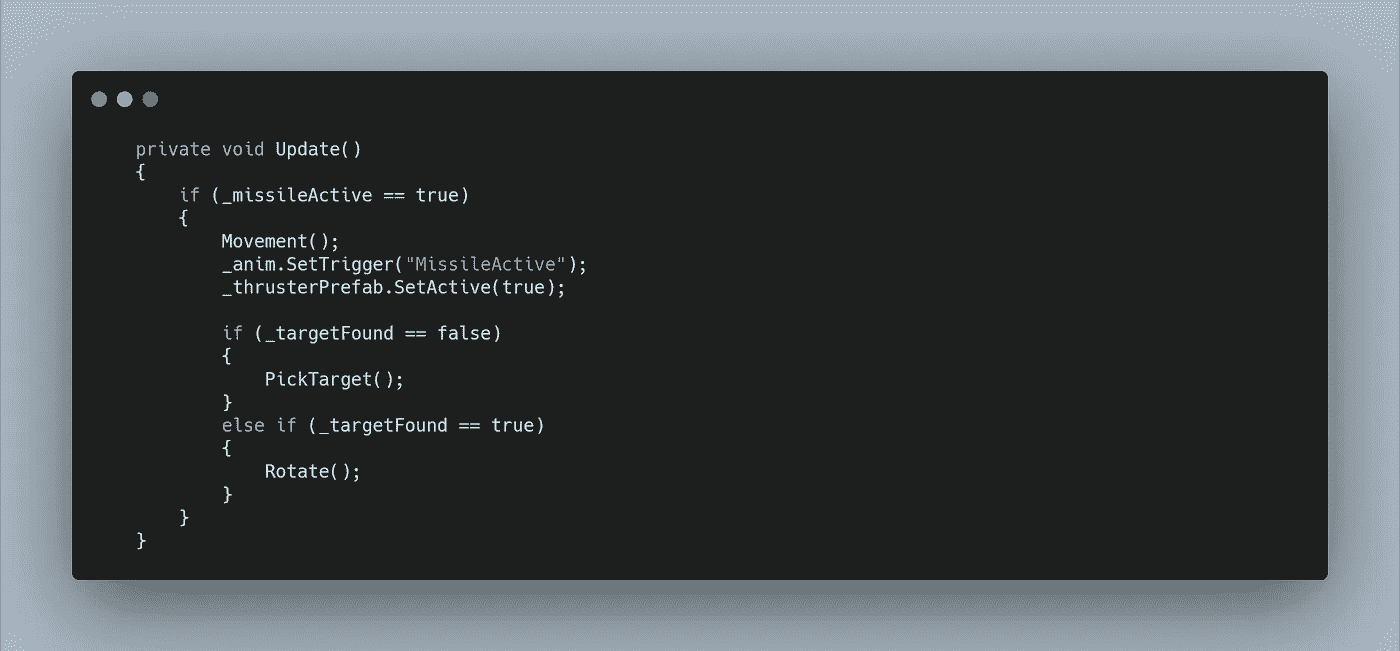 private void Update()
{
    if (_missileActive == true)
    {
        Movement();
        _anim.SetTrigger("MissileActive");
        _thrusterPrefab.SetActive(true);

        if (_targetFound == false)
        {
            PickTarget();
        }
        else if (_targetFound == true)
        {
            Rotate();
        }
    }
}